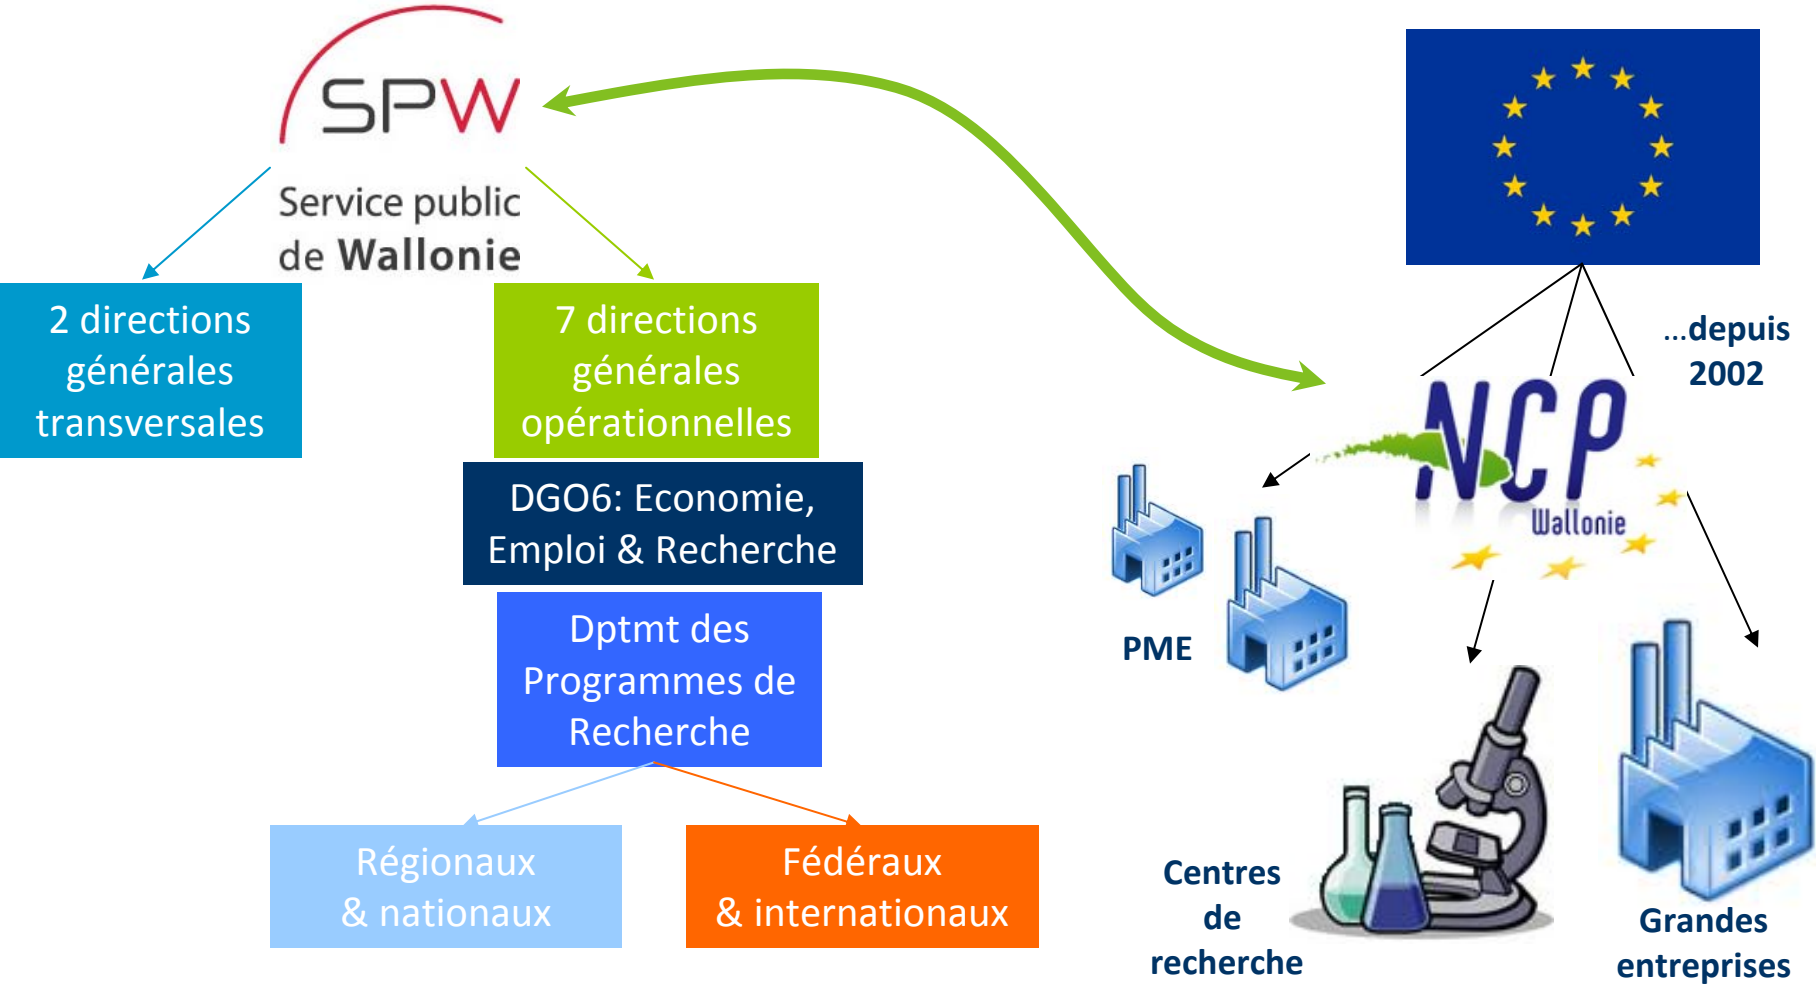 SPW
Service public
de Wallonie
2 directions
générales
transversales
7 directions
générales
opérationnelles
DGO6: Economie,
Emploi & Recherche
Dptmt des
Programmes de
Recherche
Régionaux
& nationaux
Fédéraux
& internationaux
...depuis
2002
NCP
Wallonie
PME
Centres
de
recherche
Grandes
entreprises